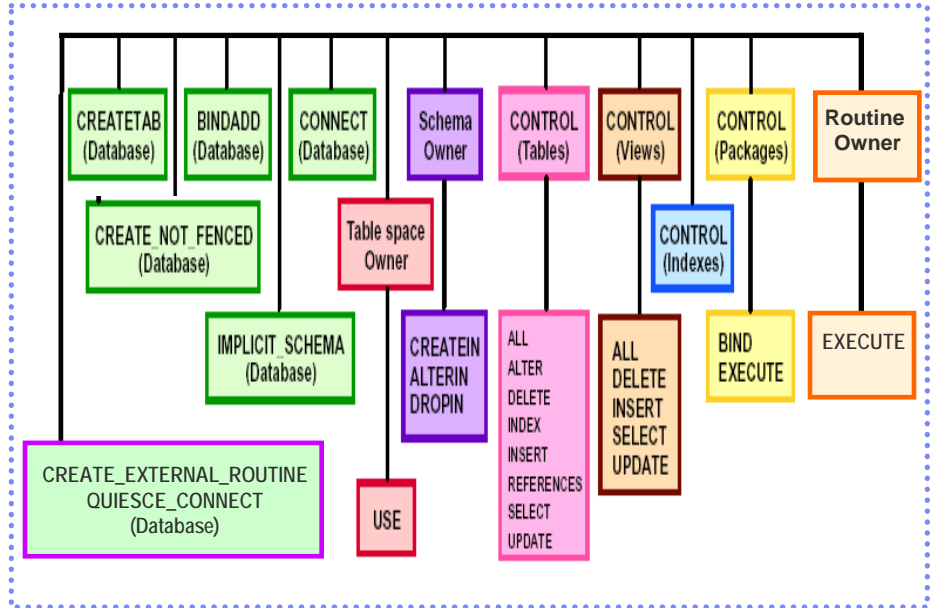 CREATETAB
(Database)
BINDADD
(Database)
CONNECT
(Database)
Schema
Owner
CONTROL
(Tables)
CONTROL
(Views)
CONTROL
(Packages)
Routine
Owner
CREATE_NOT_FENCED
(Database)
Table space
Owner
CONTROL
(Indexes)
IMPLICIT_SCHEMA
(Database)
CREATEIN
ALTERIN
DROPIN
ALL
ALTER
DELETE
INDEX
INSERT
REFERENCES
SELECT
UPDATE
ALL
DELETE
INSERT
SELECT
UPDATE
BIND
EXECUTE
EXECUTE
CREATE_EXTERNAL_ROUTINE
QUIESCE_CONNECT
(Database)
USE